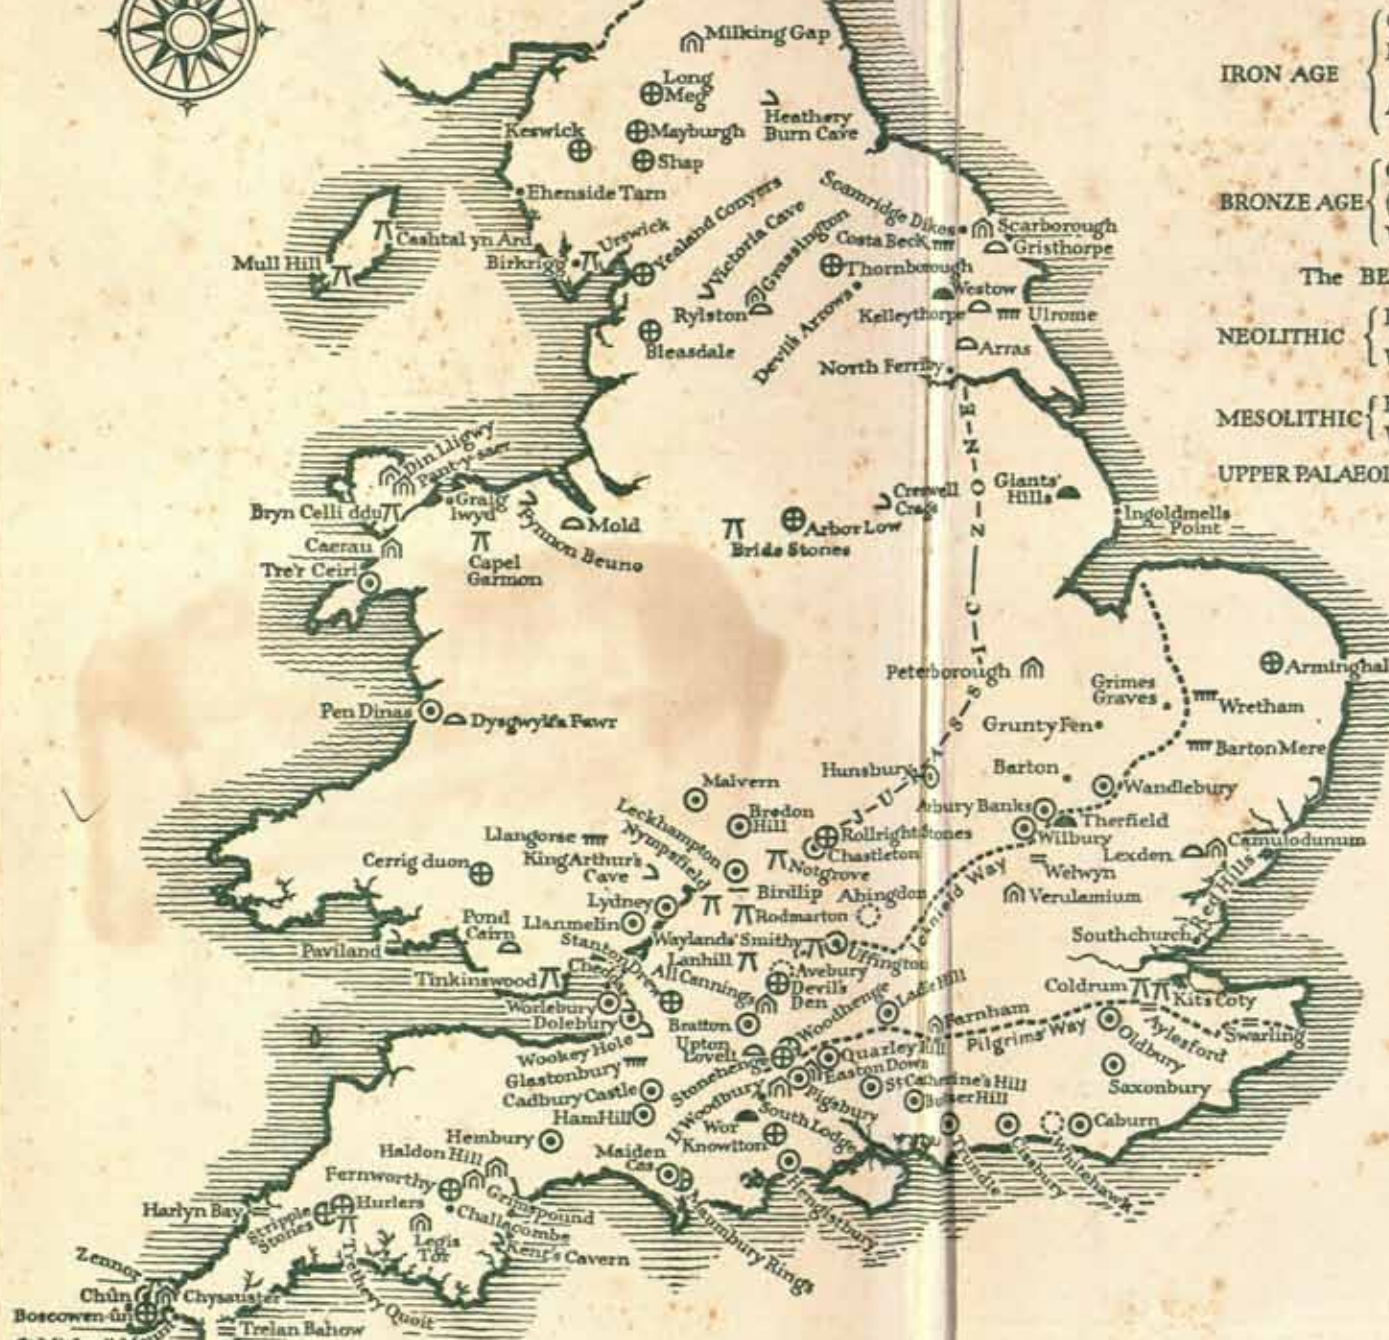 Milking Gap
Long
Meg
Heathery
Burn Cave
Keswick
Mayburgh
Shap
Ehenside Tarn
Cashtal yn Ard
Mull Hill
Birkrigg
Urswick
Yealand Conyers
Victoria Cave
Grassington
Scamridge Dikes
Costa Beck
Scarborough
Gristhorpe
Thornborough
Westow
Kelleythorpe
Ulrome
Rylston
Bleasdale
Devil's Arrows
Arras
North Ferriby
IRON AGE
BRONZE AGE
The BE
NEOLITHIC
MESOLITHIC
UPPER PALAEOL
Din Lligwy
Pant-y-saer
Graig
lwyd
Bryn Celli ddu
Ffynnon Beuno
Mold
Caerau
Tre'r Ceiri
Capel
Garmon
Bride Stones
Arbor Low
Creswell
Crags
Giants'
Hills
Ingoldmells
Point
JURASSIC ZONE
Peterborough
Grimes
Graves
Arminghal
Wretham
Grunty Fen
Barton Mere
Pen Dinas
Dysgwylfa Fawr
Hunsbury
Barton
Wandlebury
Malvern
Bredon
Hill
Arbury Banks
Therfield
Wilbury
Leckhampton
Nympsfield
Rollright Stones
Chastleton
Notgrove
Llangorse
King Arthur's
Cave
Cerrig duon
Welwyn
Lexden
Camulodunum
Red Hills
Birdlip
Abingdon
Icknield Way
Verulamium
Lydney
Llanmelin
Rodmarton
Pond
Cairn
Paviland
Stanton Drew
Waylands' Smithy
Uffington
Southchurch
Tinkinswood
Cheddar
Lanhill
All Cannings
Avebury
Devil's
Den
Coldrum
Kits Coty
Worlebury
Dolebury
Bratton
Woodhenge
Ladle Hill
Farnham
Pilgrims' Way
Oldbury
Aylesford
Swarling
Wookey Hole
Upton
Lovell
Stonehenge
Quarley Hill
Easton Down
Glastonbury
Saxonbury
Cadbury Castle
Lt Woodbury
Figsbury
St Catherine's Hill
Butser Hill
Ham Hill
Wor
Knowlton
South Lodge
Caburn
Hembury
Maiden
Cas
Trundle
Cissbury
Whitehawk
Haldon Hill
Fernworthy
Grimspound
Hengistbury
Harlyn Bay
Stripple
Stones
Hurlers
Challacombe
Legis
Tor
Kent's Cavern
Maumbury Rings
Zennor
Chûn
Chysauster
Trethevy Quoit
Boscowen-ûn
Trelan Bahow